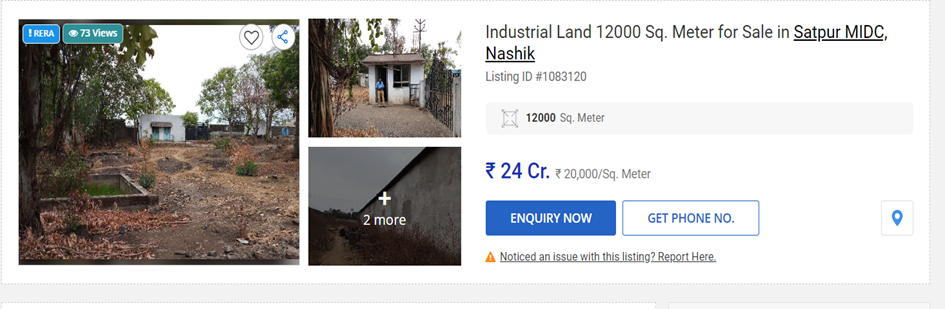 ! RERA
73 Views
+
2 more
Industrial Land 12000 Sq. Meter for Sale in Satpur MIDC,
Nashik
Listing ID #1083120
12000 Sq. Meter
₹ 24 Cr. ₹ 20,000/Sq. Meter
ENQUIRY NOW
GET PHONE NO.
Noticed an issue with this listing? Report Here.